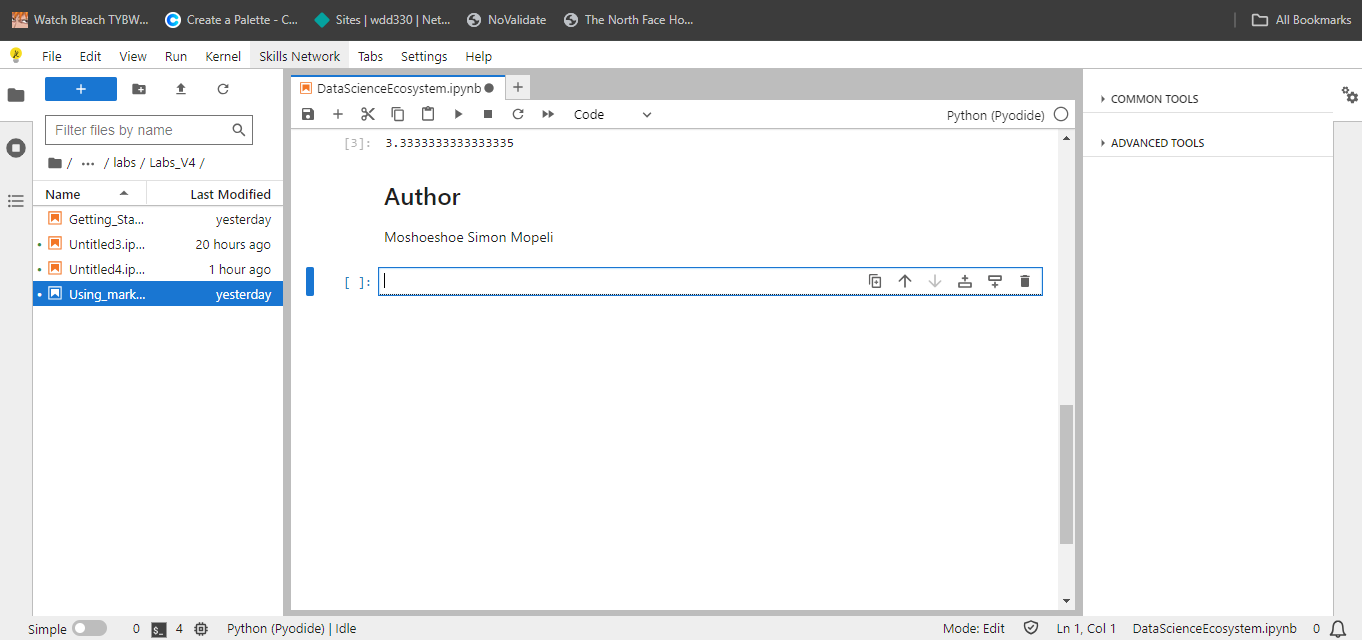 Watch Bleach TYBW... Create a Palette - C... Sites | wdd330 | Net... NoValidate The North Face Ho... All Bookmarks
File Edit View Run Kernel Skills Network Tabs Settings Help
+
Filter files by name
/ ... / labs / Labs_V4 /
Name Last Modified
Getting_Sta... yesterday
Untitled3.ip... 20 hours ago
Untitled4.ip... 1 hour ago
Using_mark... yesterday
DataScienceEcosystem.ipynb +
Code Python (Pyodide)
[3]: 3.3333333333333335
Author
Moshoeshoe Simon Mopeli
[ ]:
COMMON TOOLS
ADVANCED TOOLS
Simple 0 $_ 4 Python (Pyodide) | Idle Mode: Edit Ln 1, Col 1 DataScienceEcosystem.ipynb 0